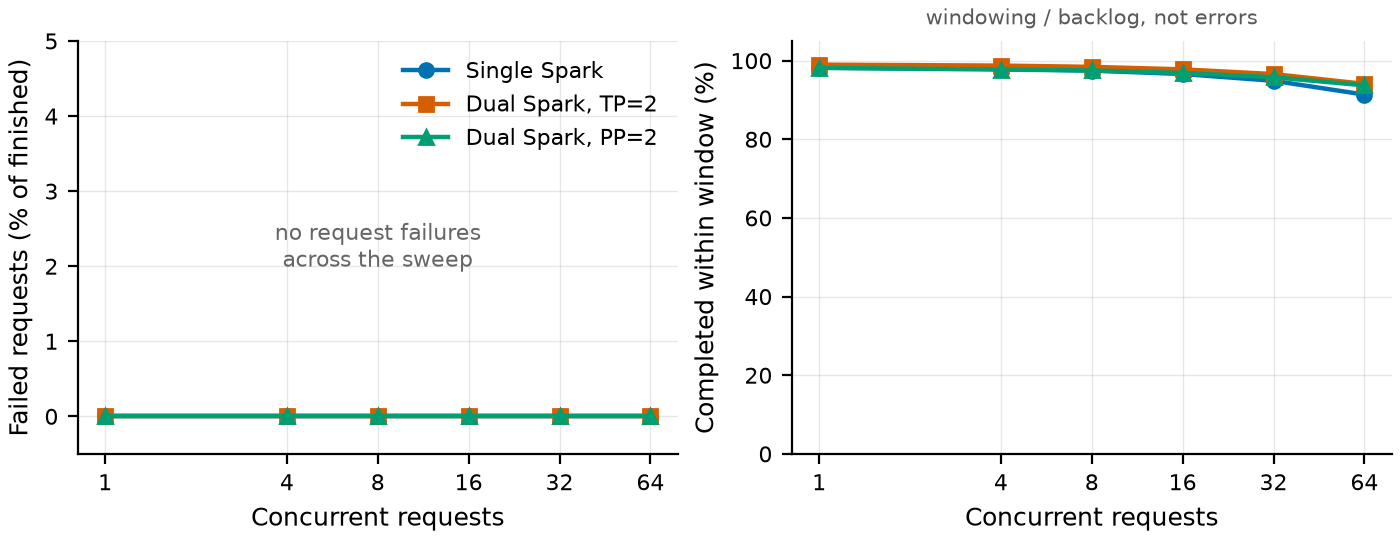 Failed requests (% of finished)
5
4
3
2
1
0
Single Spark
Dual Spark, TP=2
Dual Spark, PP=2
no request failures
across the sweep
1 4 8 16 32 64
Concurrent requests
windowing / backlog, not errors
Completed within window (%)
100
80
60
40
20
0
1 4 8 16 32 64
Concurrent requests